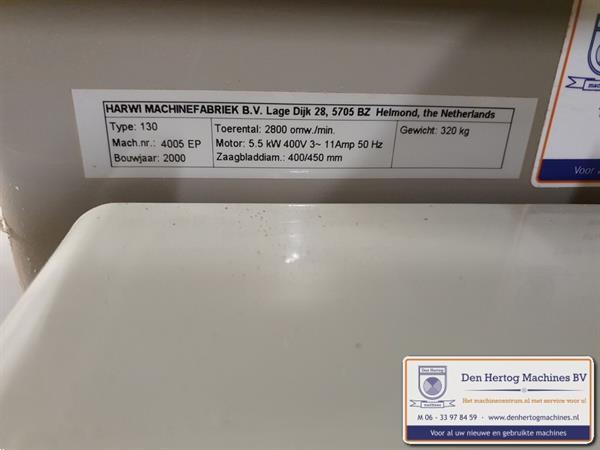 HARWI MACHINEFABRIEK B.V. Lage Dijk 28, 5705 BZ Helmond, the Netherlands
Type: 130
Mach.nr.: 4005 EP
Bouwjaar: 2000
Toerental: 2800 omw./min.
Motor: 5.5 kW 400V 3~ 11Amp 50 Hz
Zaagbladdiam.: 400/450 mm
Gewicht: 320 kg
machines
Voor
Den Hertog
machines
Den Hertog Machines BV
Het machinecentrum.nl met service voor u!
M 06 - 33 97 84 59 · www.denhertogmachines.nl
Voor al uw nieuwe en gebruikte machines